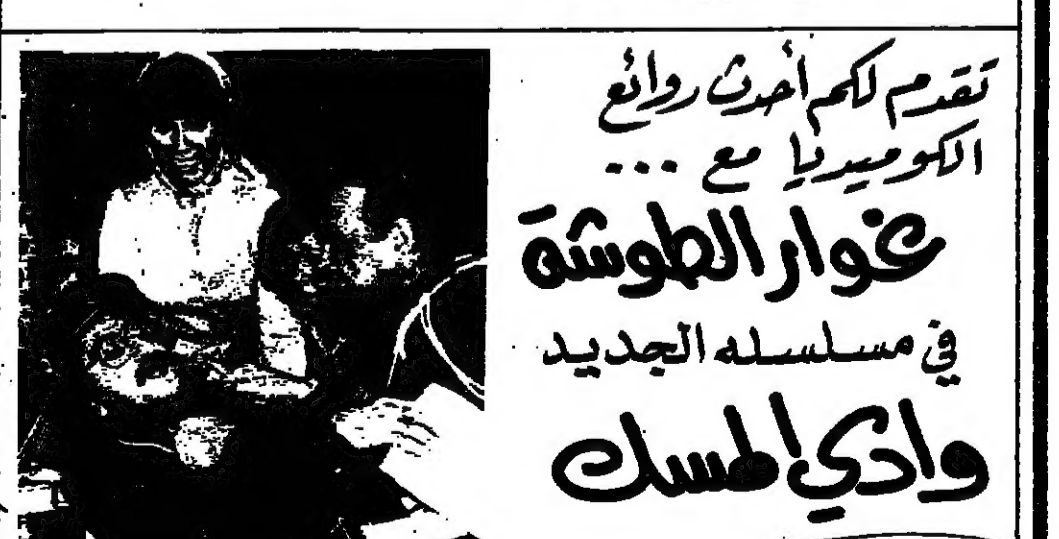 تقدم لكم أحدث روائع
الكوميديا مع ...
غوار الطوشة
في مسلسله الجديد
وادي المسك